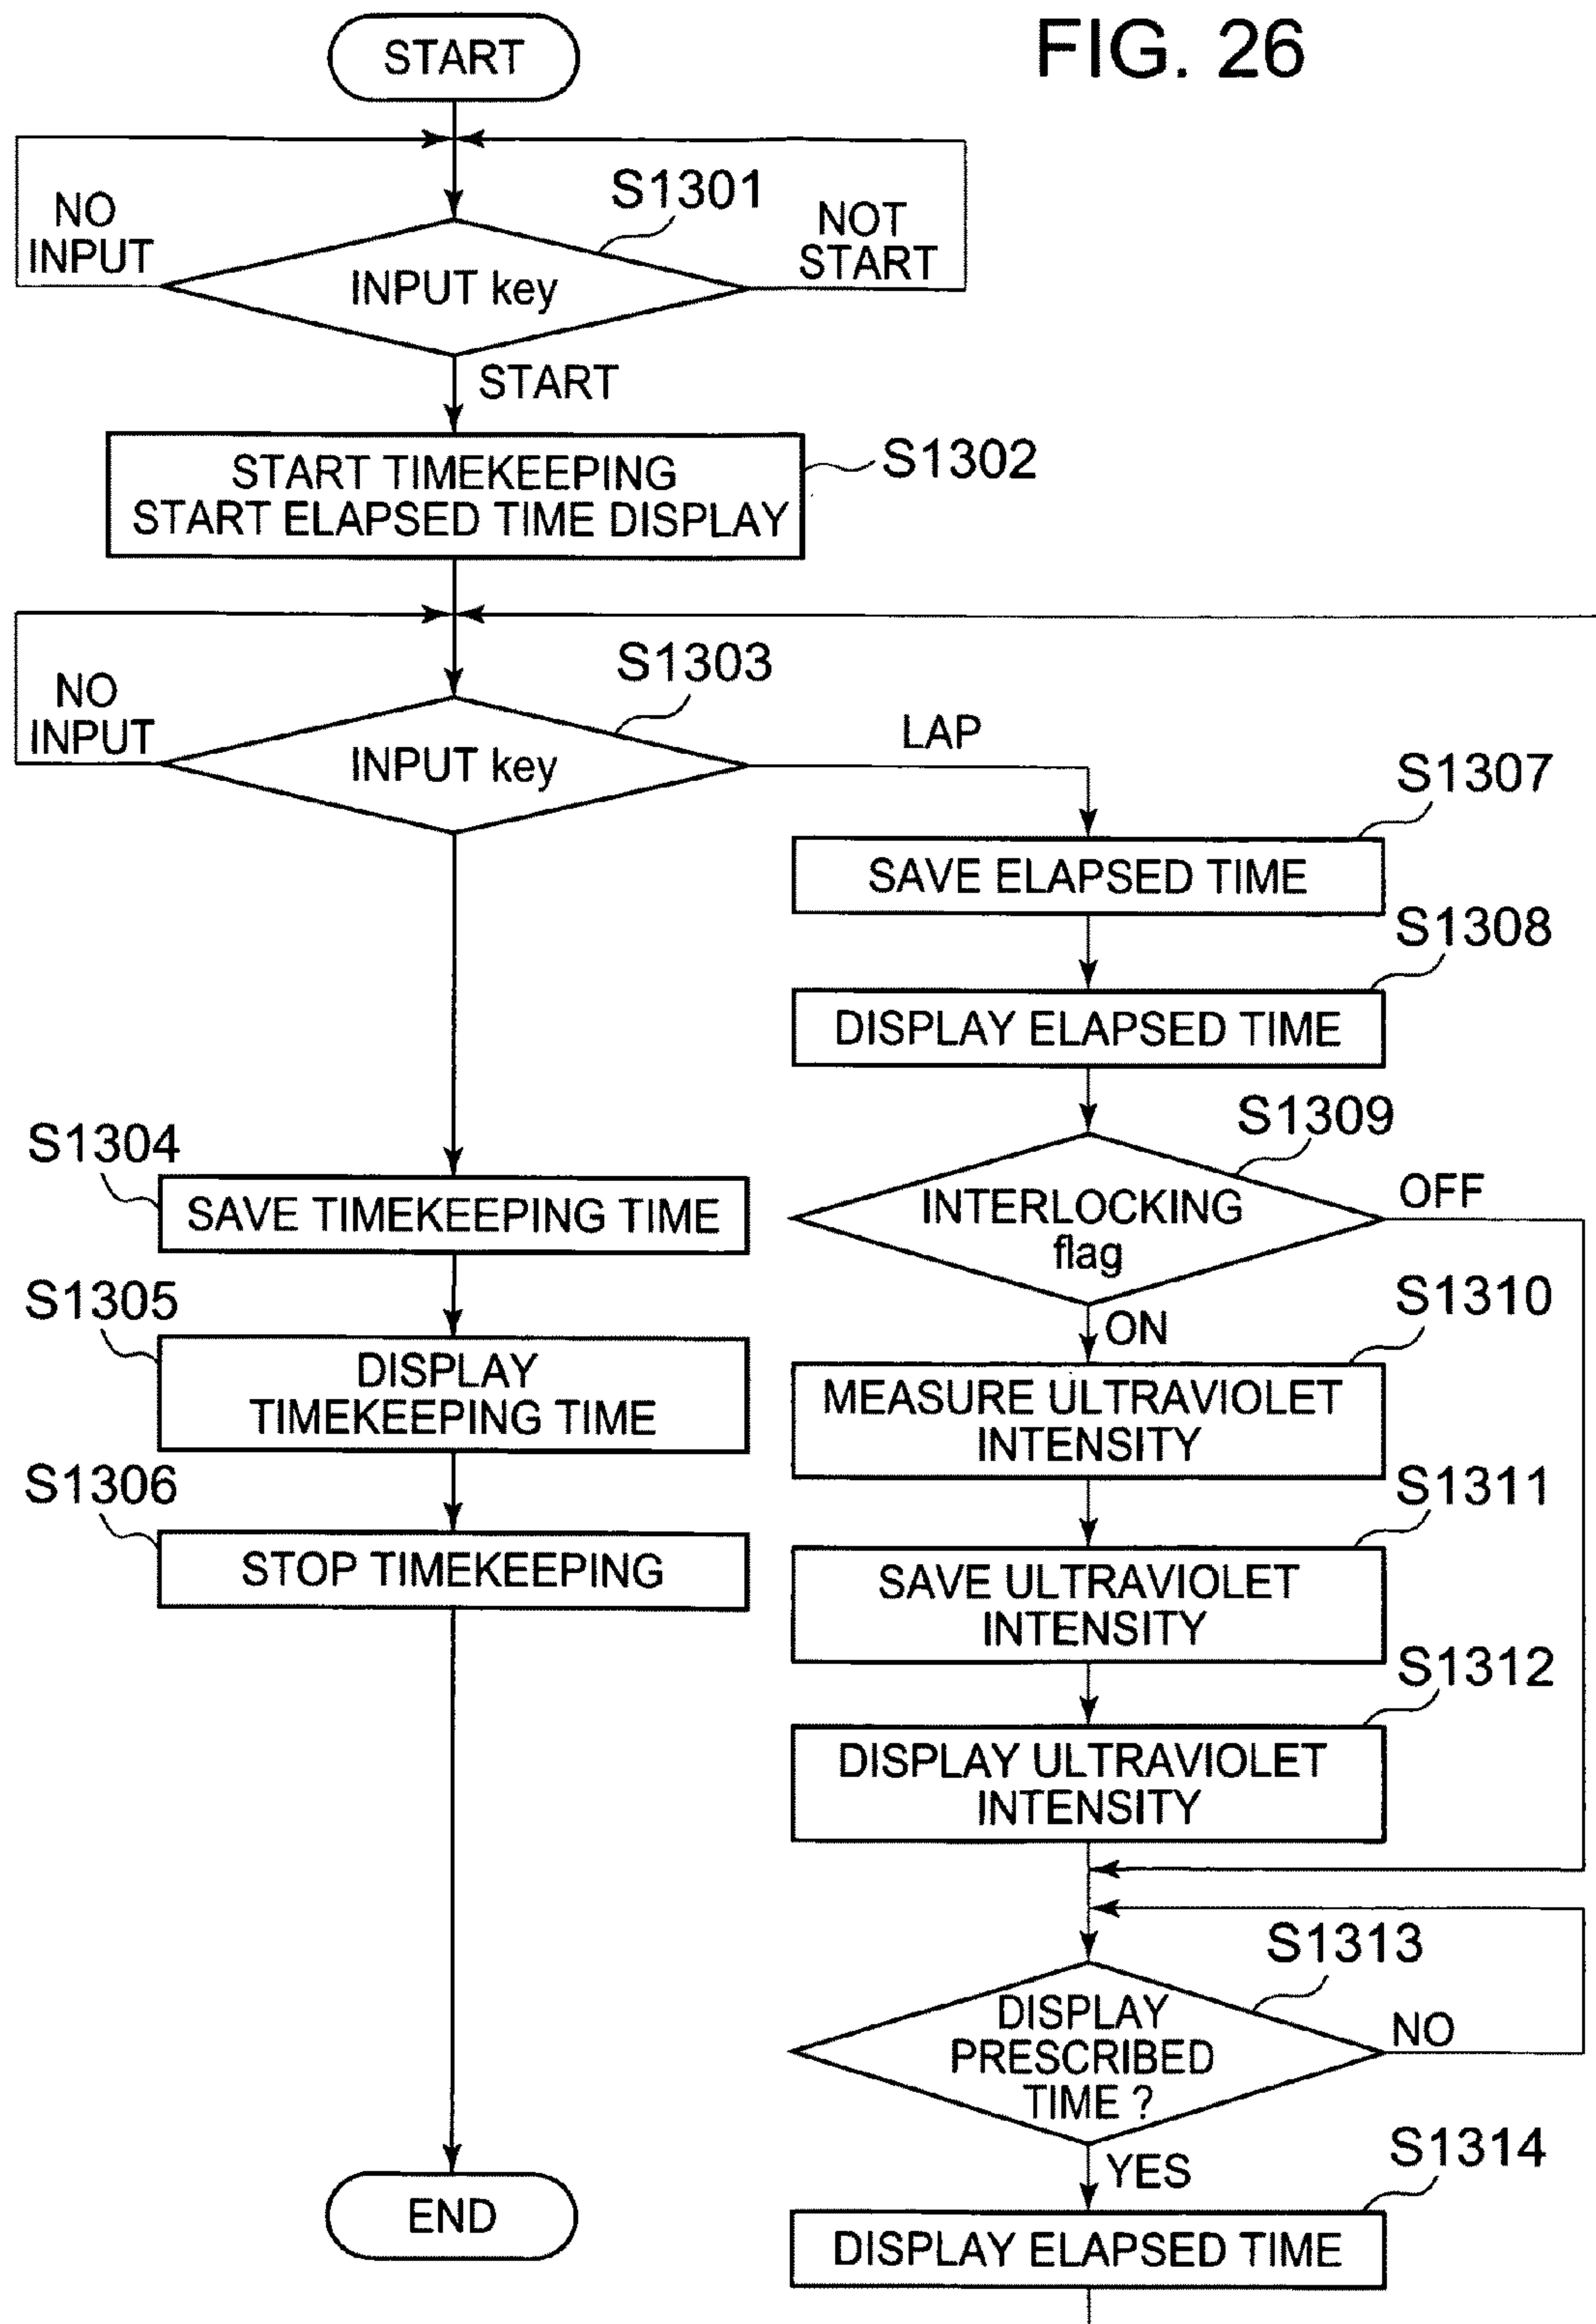 FIG. 26
START
S1301
NO
INPUT
NOT
START
INPUT key
START
S1302
START TIMEKEEPING
START ELAPSED TIME DISPLAY
S1303
NO
INPUT
INPUT key
LAP
S1307
SAVE ELAPSED TIME
S1308
DISPLAY ELAPSED TIME
S1304
SAVE TIMEKEEPING TIME
S1309
INTERLOCKING
flag
OFF
ON
S1305
DISPLAY
TIMEKEEPING TIME
S1310
MEASURE ULTRAVIOLET
INTENSITY
S1306
STOP TIMEKEEPING
S1311
SAVE ULTRAVIOLET
INTENSITY
S1312
DISPLAY ULTRAVIOLET
INTENSITY
S1313
DISPLAY
PRESCRIBED
TIME ?
NO
YES
S1314
DISPLAY ELAPSED TIME
END